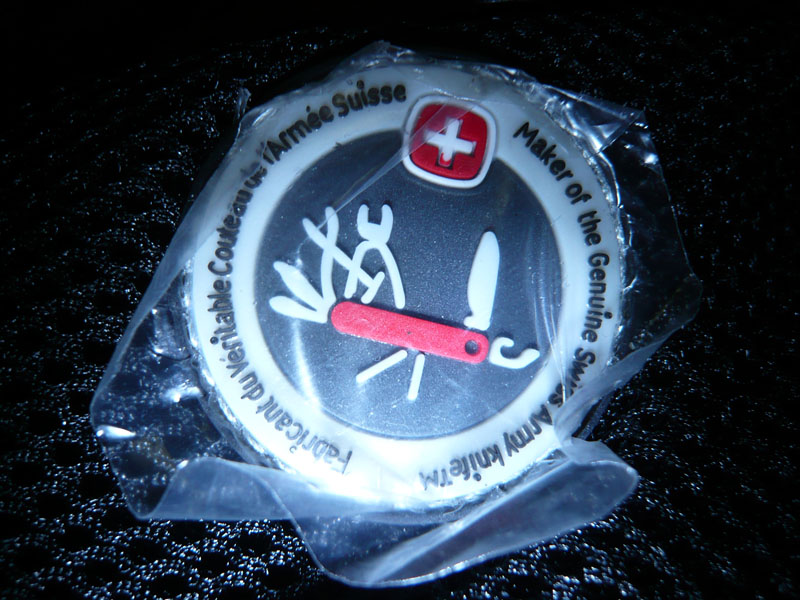 Fabricant du Véritable Couteau de l'Armée Suisse
Maker of the Genuine Swiss Army knife™